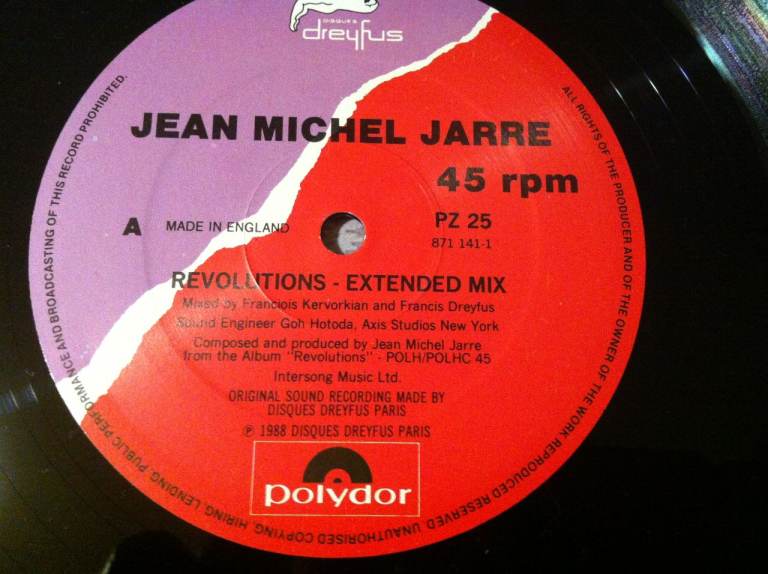 DISQUES
dreyfus
JEAN MICHEL JARRE
45 rpm
A
MADE IN ENGLAND
PZ 25
871 141-1
REVOLUTIONS - EXTENDED MIX
Mixed by Franciois Kervorkian and Francis Dreyfus
Sound Engineer Goh Hotoda, Axis Studios New York
Composed and produced by Jean Michel Jarre
from the Album "Revolutions" - POLH/POLHC 45
Intersong Music Ltd.
ORIGINAL SOUND RECORDING MADE BY
DISQUES DREYFUS PARIS
℗ 1988 DISQUES DREYFUS PARIS
polydor
ALL RIGHTS OF THE PRODUCER AND OF THE OWNER OF THE WORK REPRODUCED RESERVED. UNAUTHORISED COPYING, HIRING, LENDING, PUBLIC PERFORMANCE AND BROADCASTING OF THIS RECORD PROHIBITED.